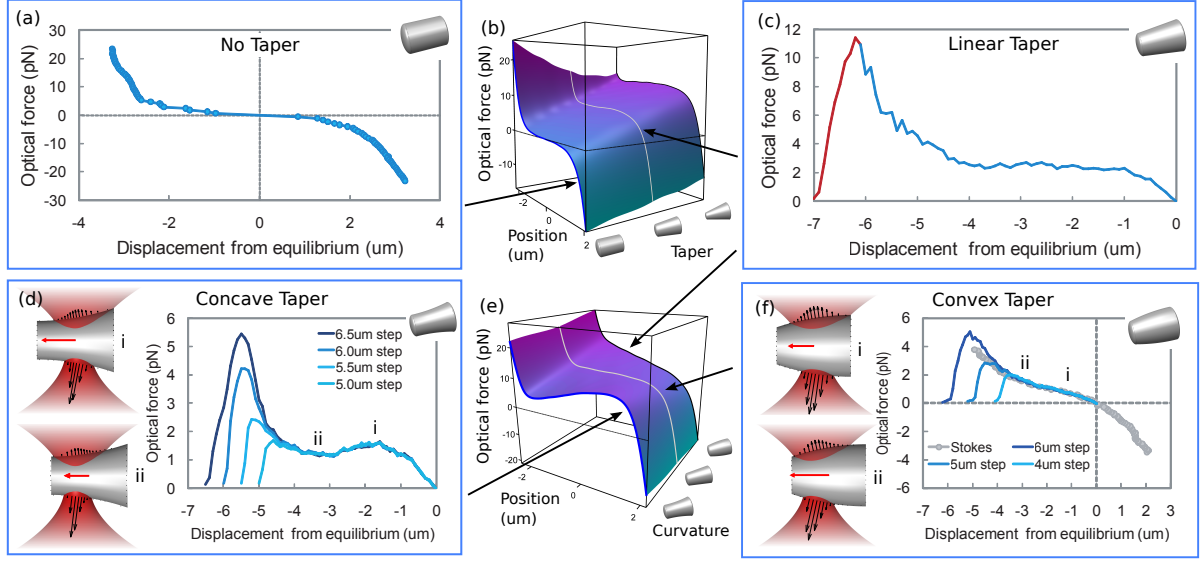 (a)
No Taper
Optical force (pN)
30
20
10
0
-10
-20
-30
-4
-2
0
2
4
Displacement from equilibrium (um)
(b)
Optical force (pN)
20
10
0
-10
-2
0
2
Position
(um)
Taper
(c)
Linear Taper
Optical force (pN)
12
10
8
6
4
2
0
-7
-6
-5
-4
-3
-2
-1
0
Displacement from equilibrium (um)
(d)
Concave Taper
i
ii
Optical force (pN)
6
5
4
3
2
1
0
6.5um step
6.0um step
5.5um step
5.0um step
ii
i
-7
-6
-5
-4
-3
-2
-1
0
Displacement from equilibrium (um)
(e)
Optical force (pN)
20
10
0
-10
-20
-2
0
2
Position
(um)
Curvature
(f)
Convex Taper
i
ii
Optical force (pN)
6
4
2
0
-2
-4
-6
ii
i
Stokes
6um step
5um step
4um step
-7
-6
-5
-4
-3
-2
-1
0
1
2
3
Displacement from equilibrium (um)